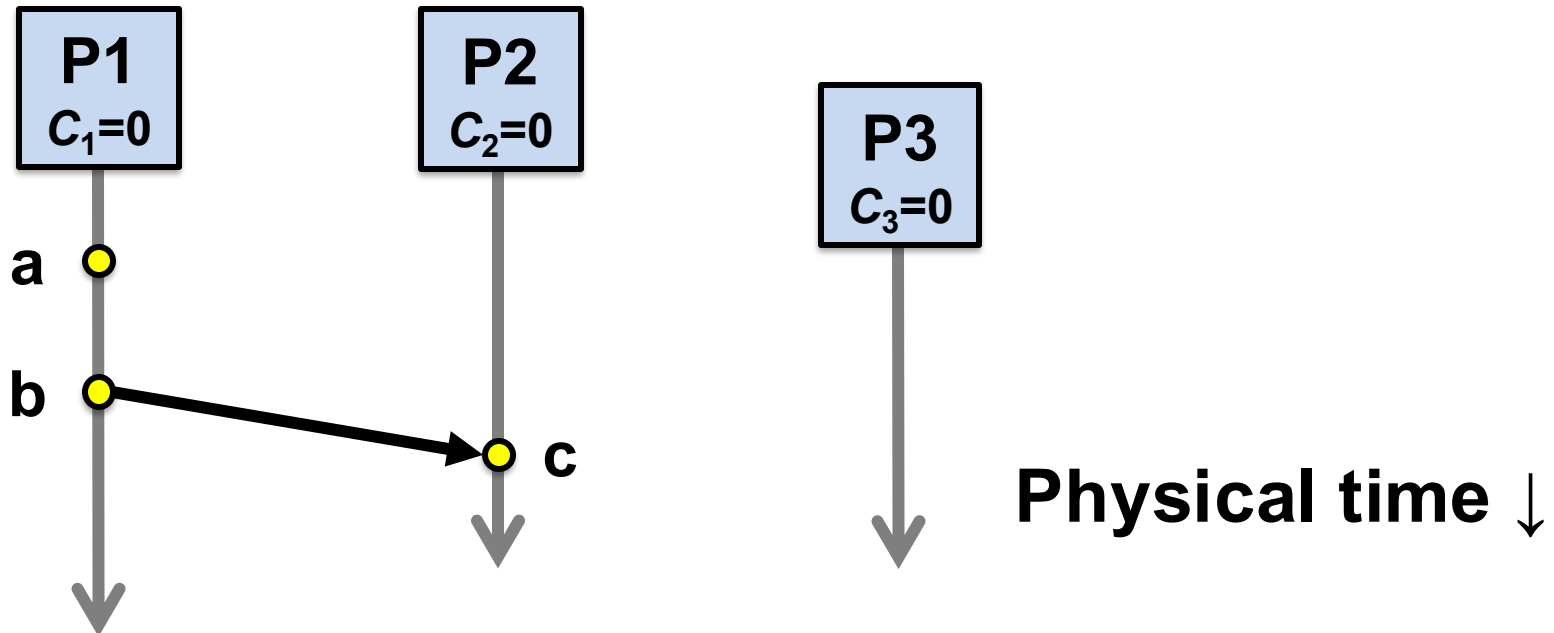 P1
C₁=0
P2
C₂=0
P3
C₃=0
a
b
c
Physical time ↓